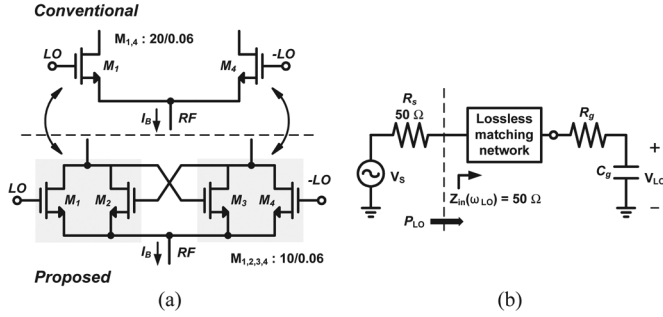 Conventional
LO
M1,4 : 20/0.06
-LO
M1
M4
IB
RF
LO
M1
M2
M3
M4
-LO
IB
RF
M1,2,3,4 : 10/0.06
Proposed
(a)
Rs
50 Ω
Lossless
matching
network
Rg
VS
Cg
+
VLO
−
Zin(ωLO) = 50 Ω
PLO
(b)